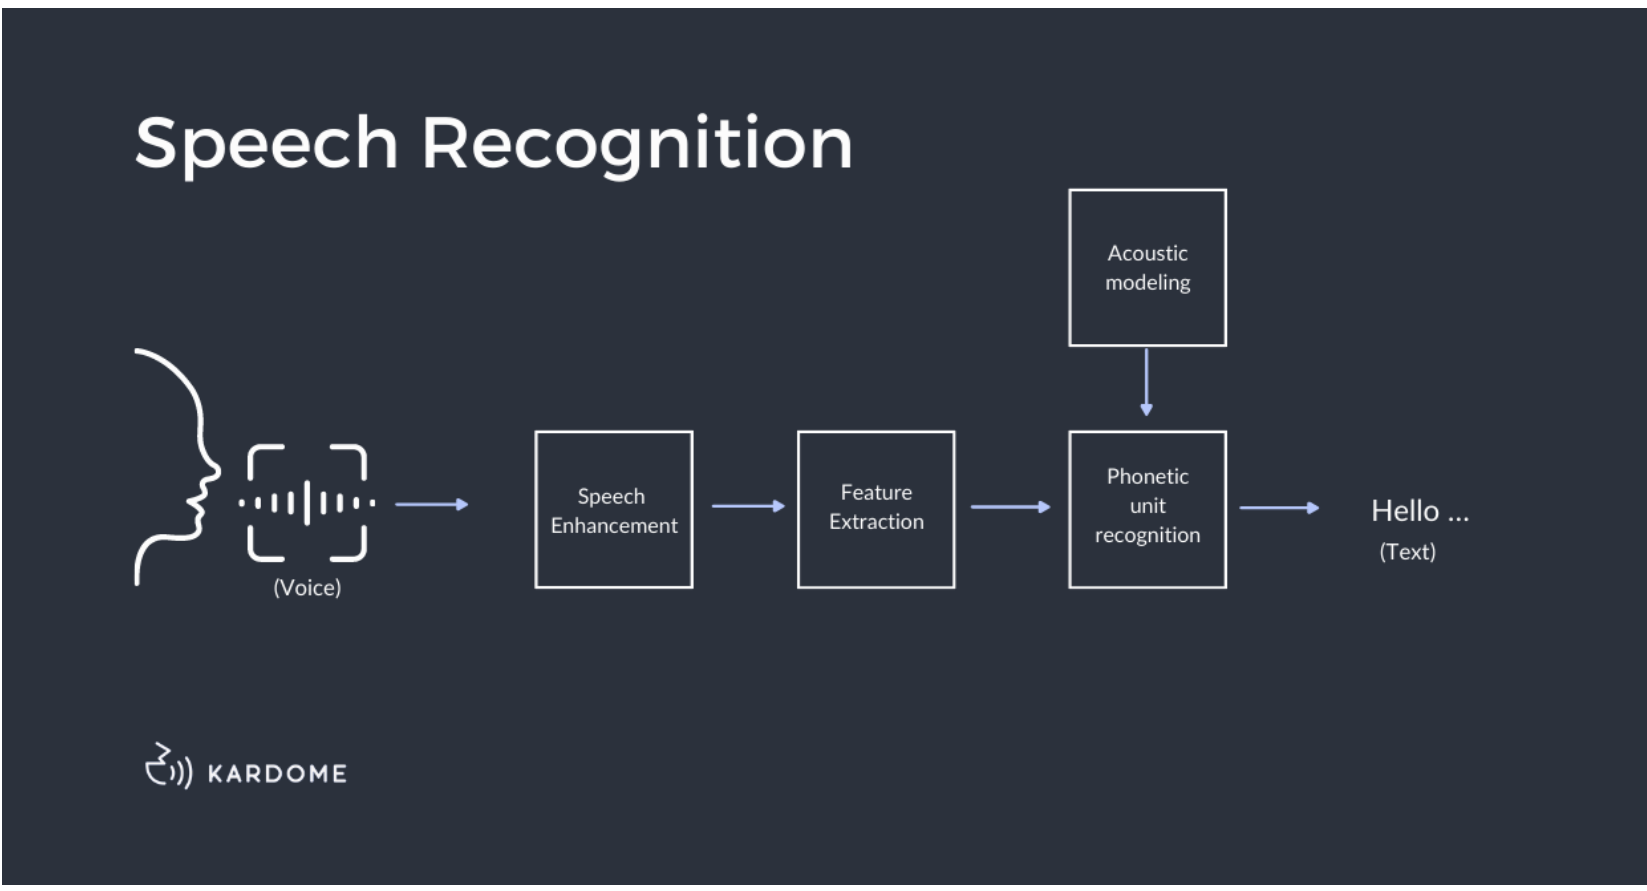 Speech Recognition
Acoustic
modeling
(Voice)
Speech
Enhancement
Feature
Extraction
Phonetic
unit
recognition
Hello ...
(Text)
KARDOME